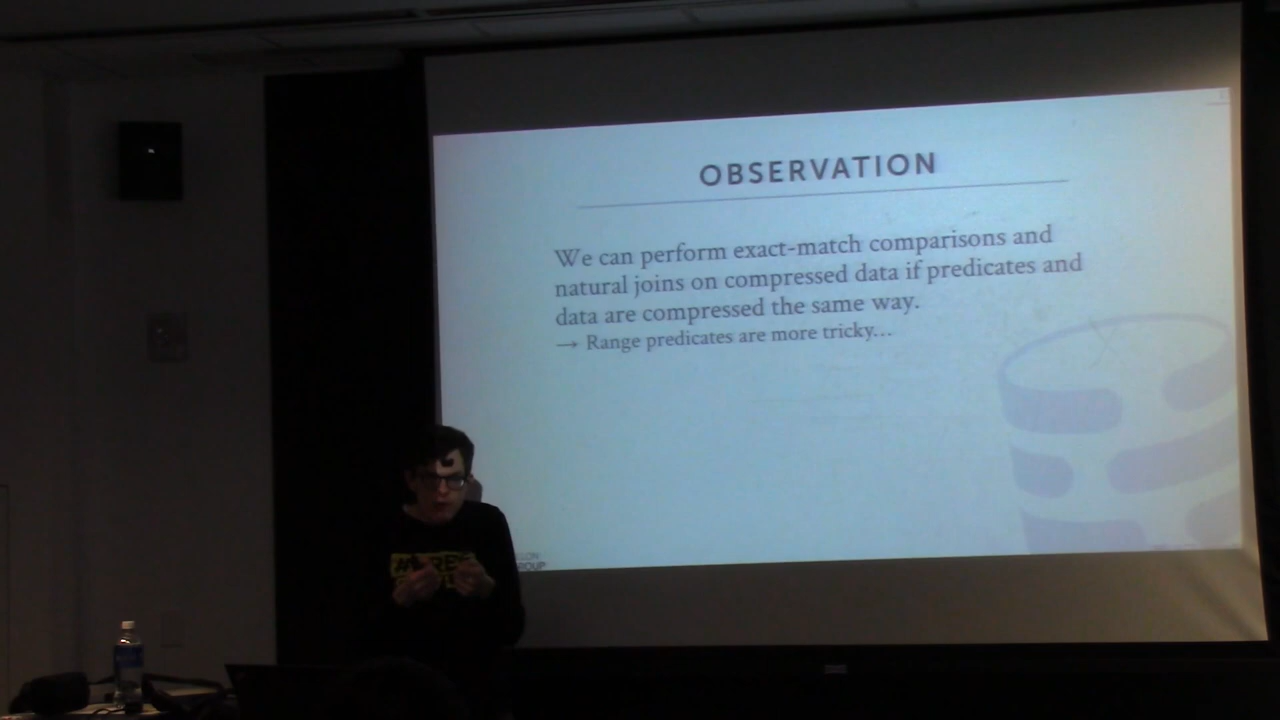 OBSERVATION
We can perform exact-match comparisons and
natural joins on compressed data if predicates and
data are compressed the same way.
→ Range predicates are more tricky...